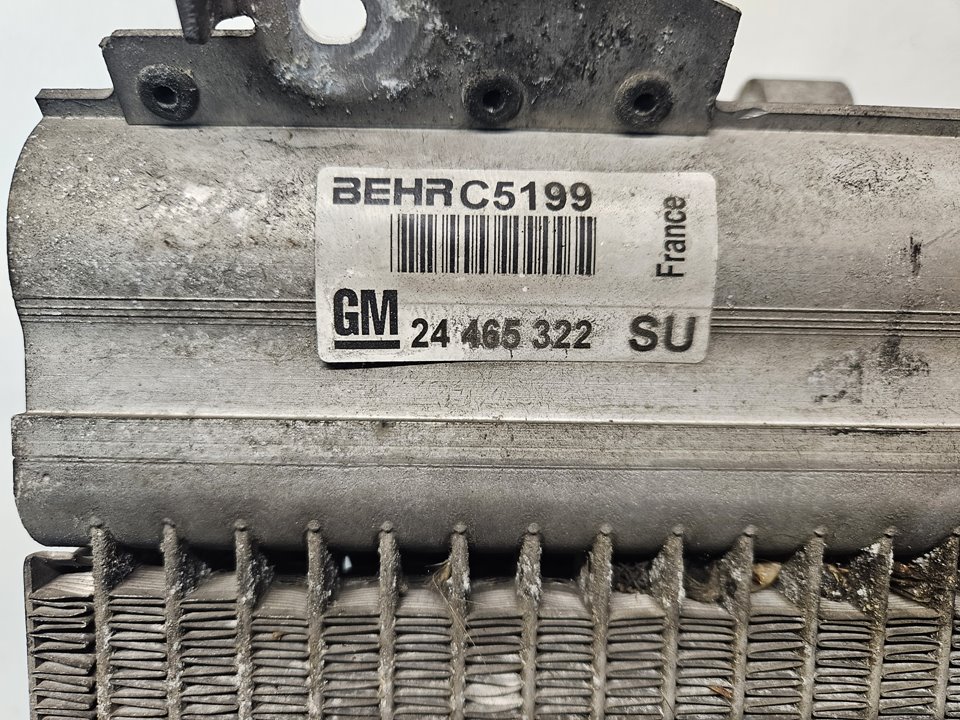 BEHR C5199
France
GM 24 465 322 SU